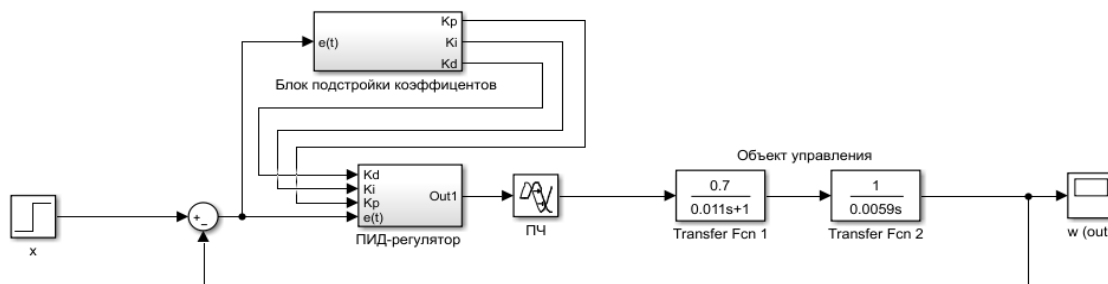 Kp
e(t)
Ki
Kd
Блок подстройки коэффицентов
Объект управления
Kd
Ki
Kp
e(t)
Out1
ПИД-регулятор
ПЧ
0.7
0.011s+1
Transfer Fcn 1
1
0.0059s
Transfer Fcn 2
x
+
−
w (out